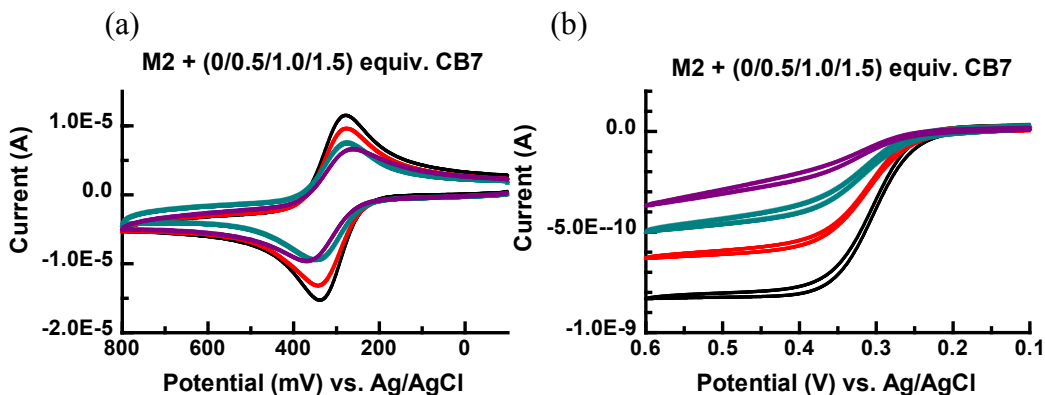 (a)
M2 + (0/0.5/1.0/1.5) equiv. CB7
Current (A)
1.0E-5
0.0
-1.0E-5
-2.0E-5
800 600 400 200 0
Potential (mV) vs. Ag/AgCl
(b)
M2 + (0/0.5/1.0/1.5) equiv. CB7
Current (A)
0.0
-5.0E--10
-1.0E-9
0.6 0.5 0.4 0.3 0.2 0.1
Potential (V) vs. Ag/AgCl